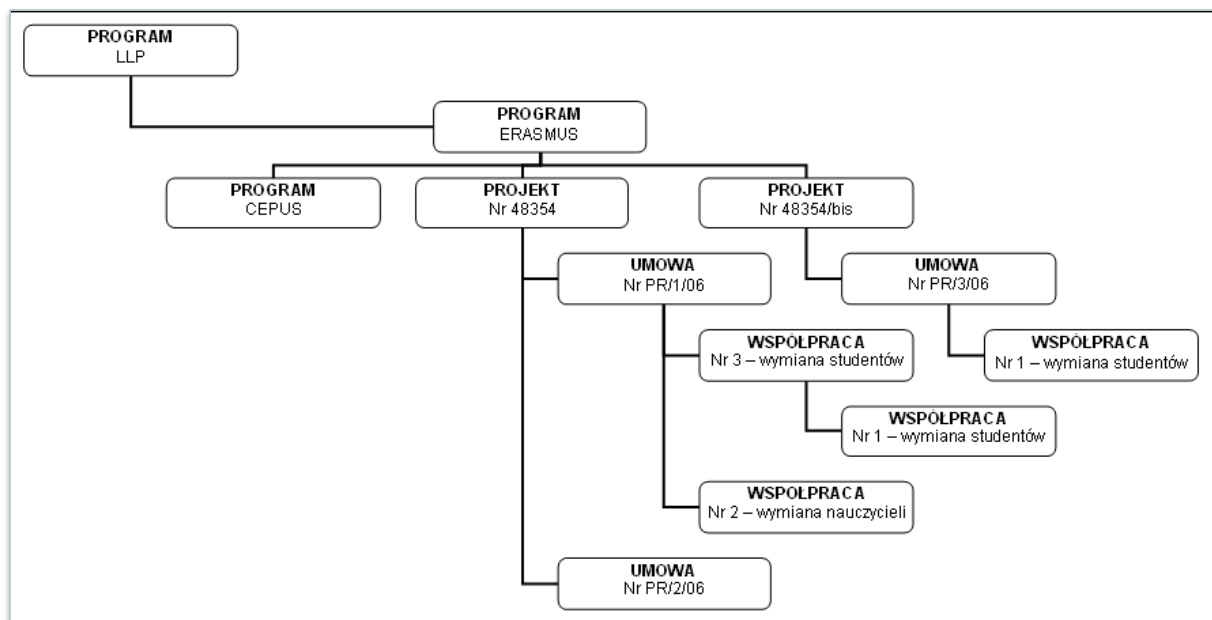 PROGRAM
LLP
PROGRAM
ERASMUS
PROGRAM
CEPUS
PROJEKT
Nr 48354
PROJEKT
Nr 48354/bis
UMOWA
Nr PR/1/06
UMOWA
Nr PR/3/06
WSPÓŁPRACA
Nr 3 – wymiana studentów
WSPÓŁPRACA
Nr 1 – wymiana studentów
WSPÓŁPRACA
Nr 1 – wymiana studentów
WSPÓŁPRACA
Nr 2 – wymiana nauczycieli
UMOWA
Nr PR/2/06